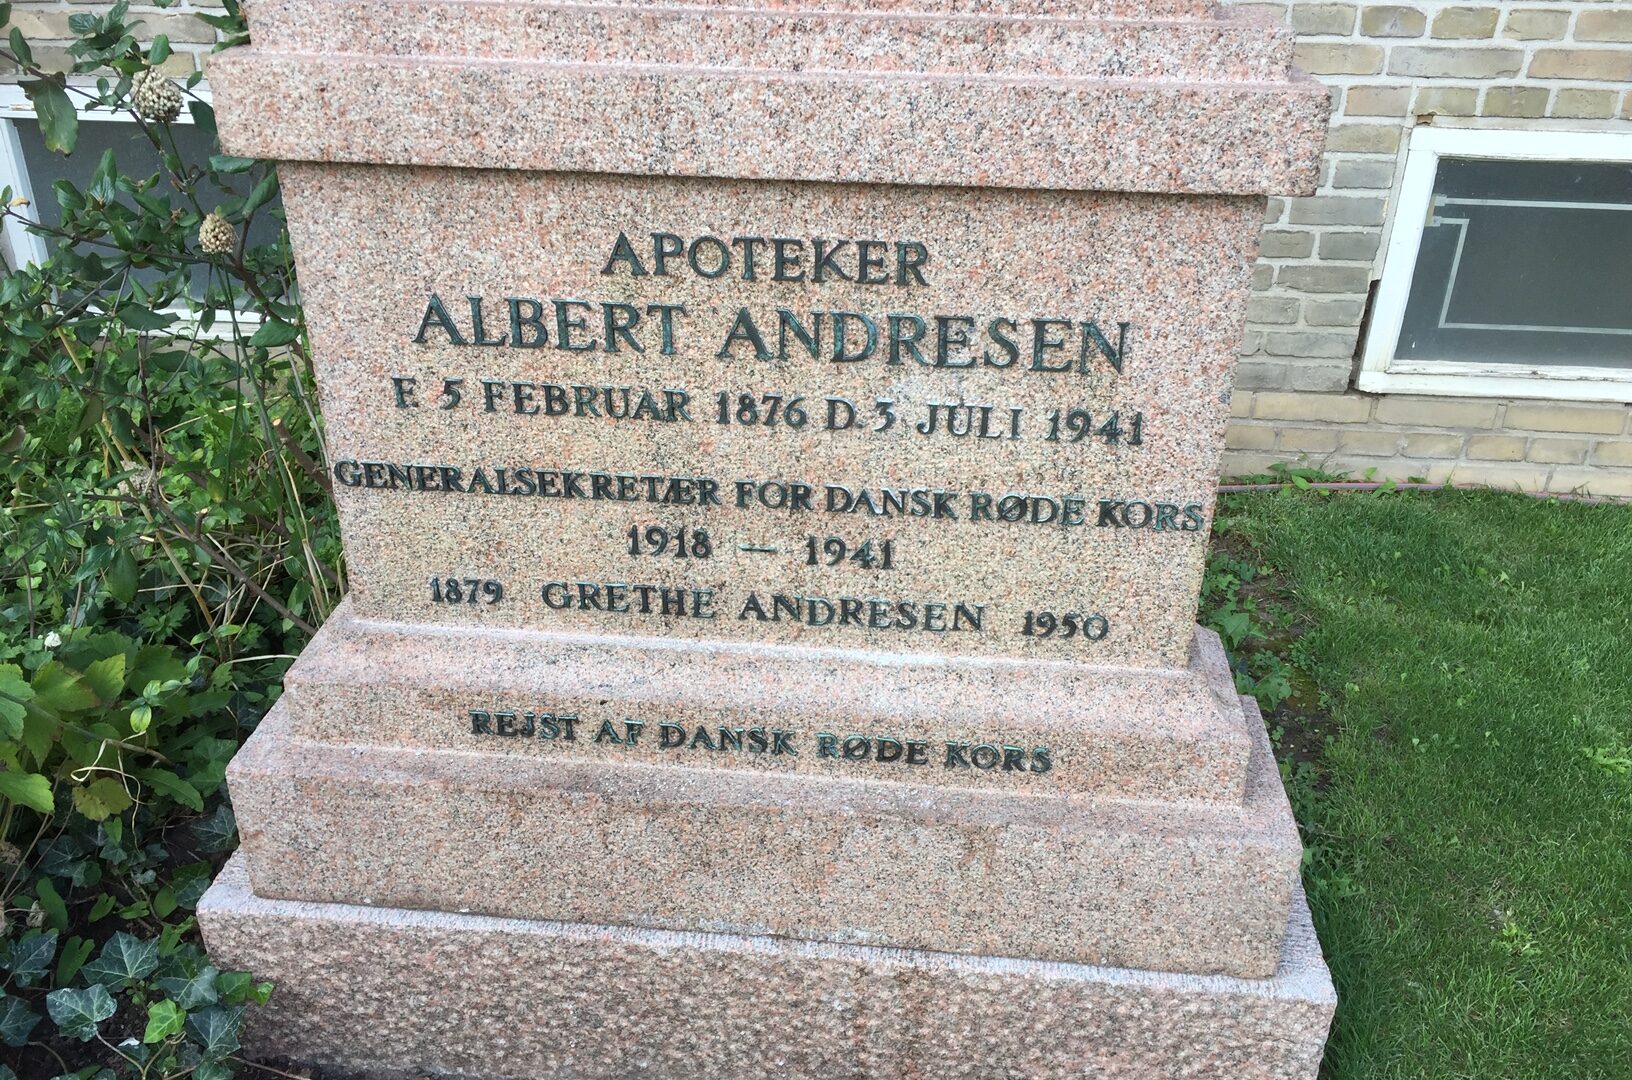 APOTEKER
ALBERT ANDRESEN
F. 5 FEBRUAR 1876 D. 3. JULI 1941
GENERALSEKRETÆR FOR DANSK RØDE KORS
1918 — 1941
1879 GRETHE ANDRESEN 1950
REJST AF DANSK RØDE KORS